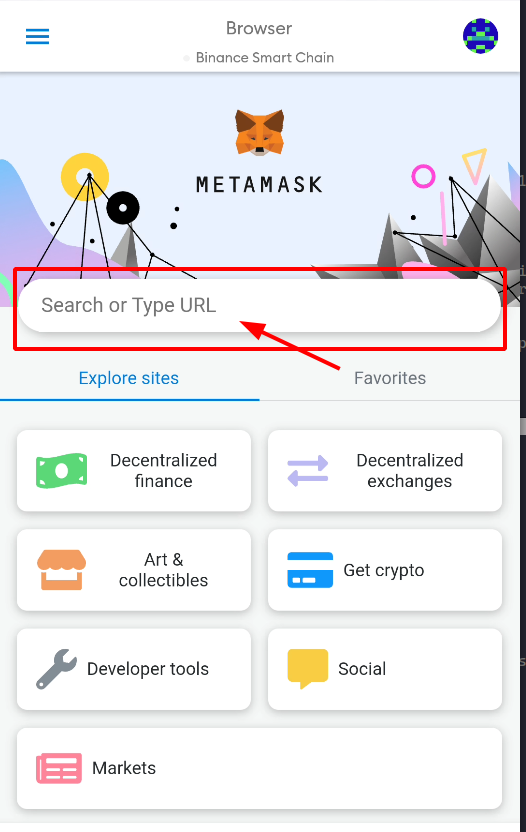 Browser
Binance Smart Chain
METAMASK
Search or Type URL
Explore sites
Favorites
Decentralized
finance
Decentralized
exchanges
Art &
collectibles
Get crypto
Developer tools
Social
Markets